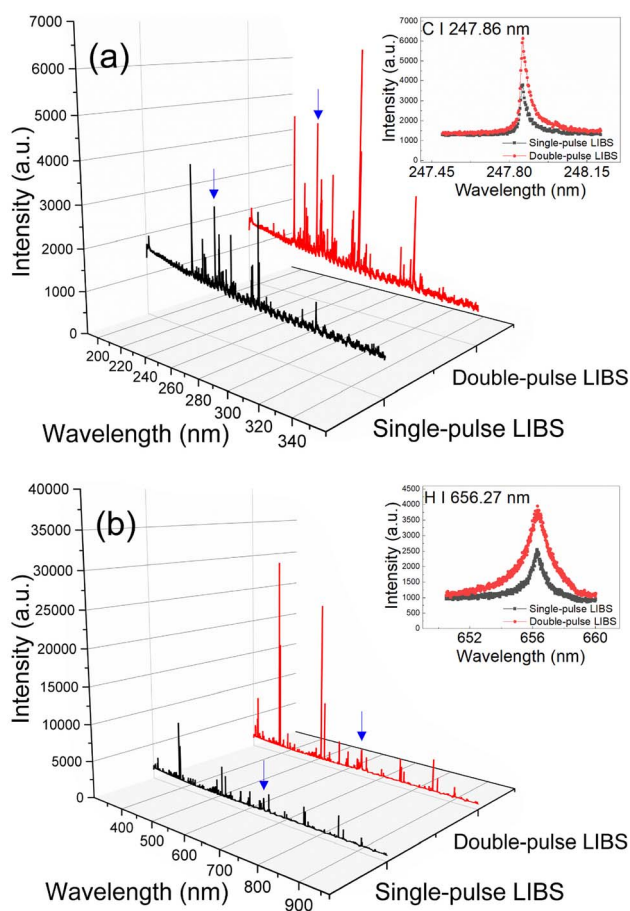 (a)
Intensity (a.u.)
7000
6000
5000
4000
3000
2000
1000
0
200
220
240
260
280
300
320
340
Wavelength (nm)
Single-pulse LIBS
Double-pulse LIBS
C I 247.86 nm
Intensity (a.u.)
7000
6000
5000
4000
3000
2000
1000
0
Single-pulse LIBS
Double-pulse LIBS
247.45
247.80
248.15
Wavelength (nm)
(b)
Intensity (a.u.)
40000
35000
30000
25000
20000
15000
10000
5000
0
400
500
600
700
800
900
Wavelength (nm)
Single-pulse LIBS
Double-pulse LIBS
H I 656.27 nm
Intensity (a.u.)
4500
4000
3500
3000
2500
2000
1500
1000
500
0
Single-pulse LIBS
Double-pulse LIBS
652
656
660
Wavelength (nm)